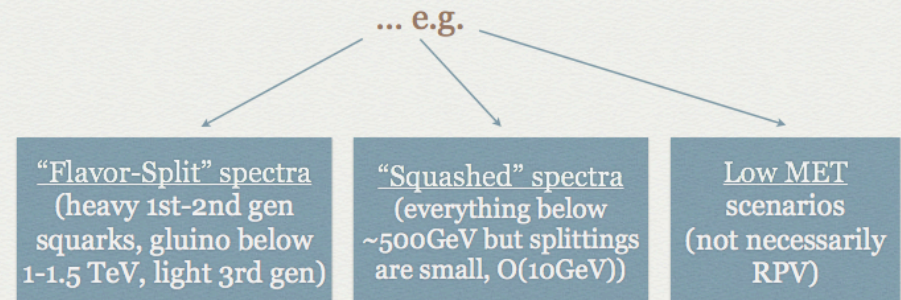 ... e.g.
“Flavor-Split” spectra
(heavy 1st-2nd gen
squarks, gluino below
1-1.5 TeV, light 3rd gen)
“Squashed” spectra
(everything below
~500GeV but splittings
are small, O(10GeV))
Low MET
scenarios
(not necessarily
RPV)